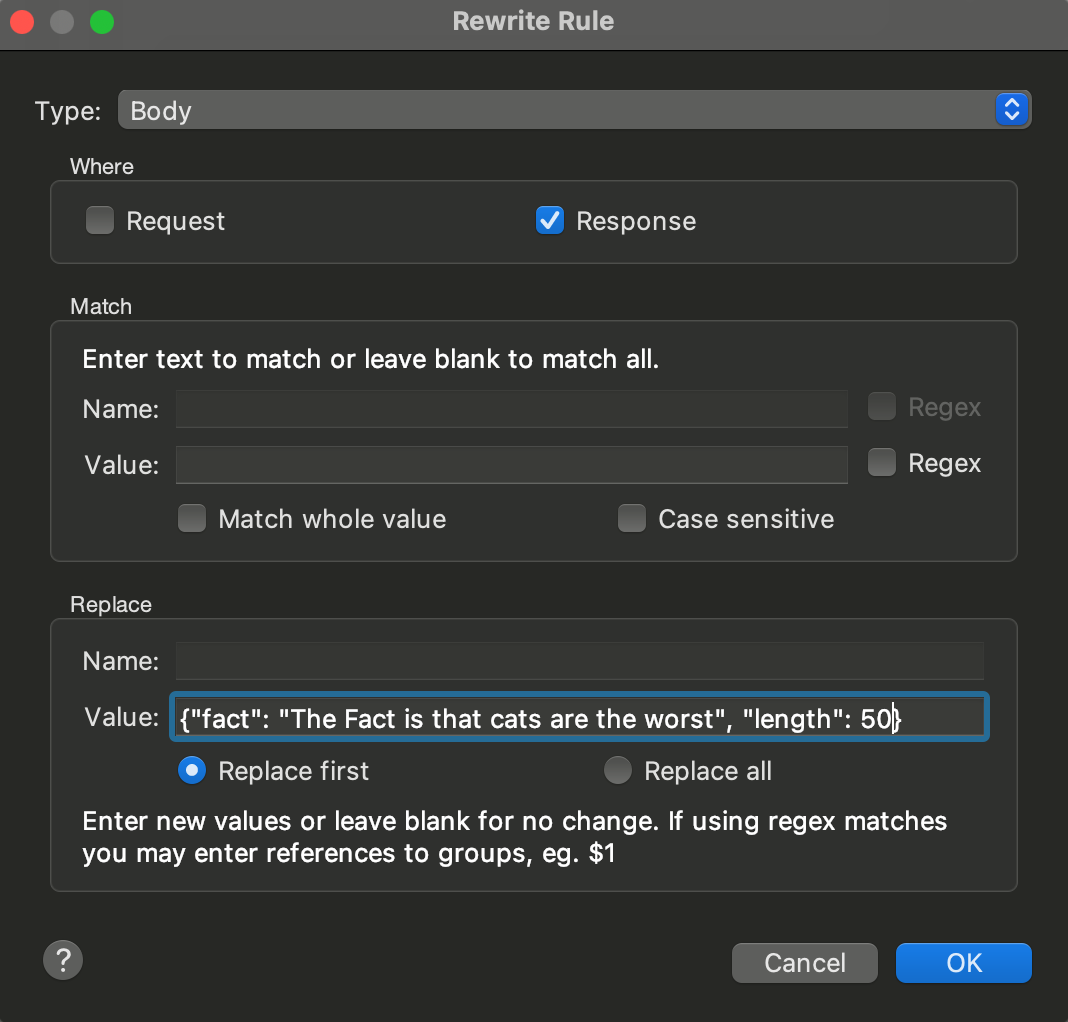 Rewrite Rule
Type: Body
Where
Request Response
Match
Enter text to match or leave blank to match all.
Name: Regex
Value: Regex
Match whole value Case sensitive
Replace
Name:
Value: {"fact": "The Fact is that cats are the worst", "length": 50}
Replace first Replace all
Enter new values or leave blank for no change. If using regex matches
you may enter references to groups, eg. $1
? Cancel OK